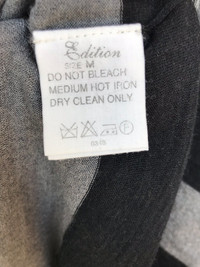 Edition
SIZE M
DO NOT BLEACH
MEDIUM HOT IRON
DRY CLEAN ONLY